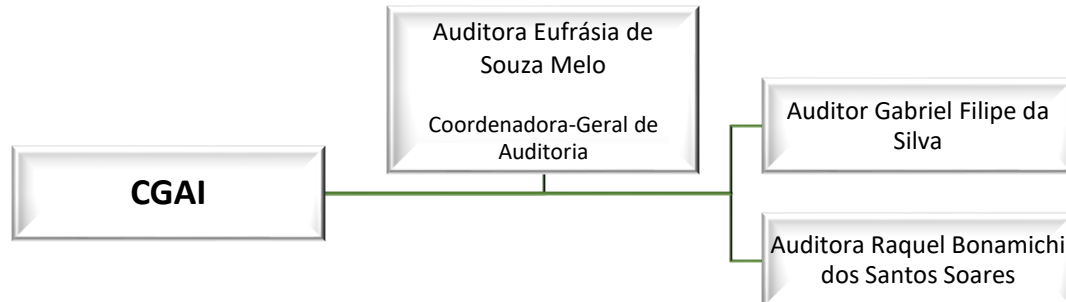 Auditora Eufrásia de
Souza Melo
Coordenadora-Geral de
Auditoria
CGAI
Auditor Gabriel Filipe da
Silva
Auditora Raquel Bonamichi
dos Santos Soares